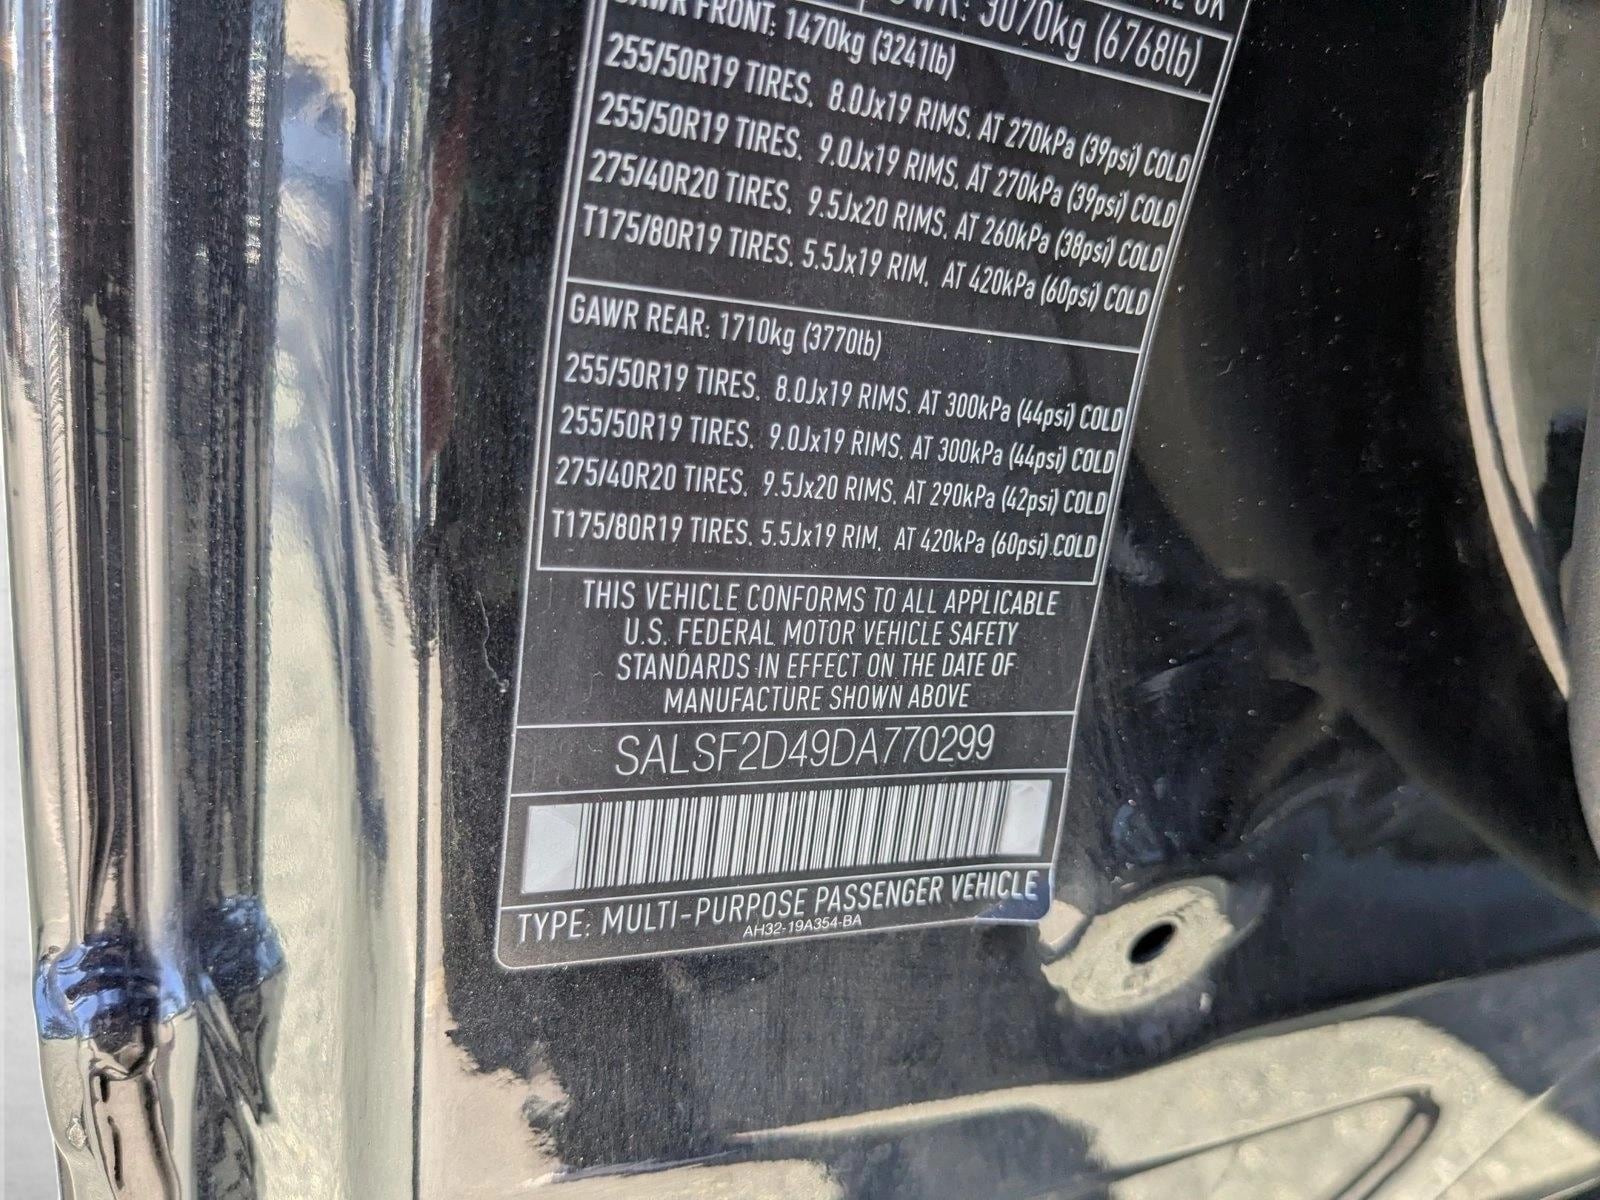 UK
GVWR: 3070kg (6768lb)
GAWR FRONT: 1470kg (3241lb)
255/50R19 TIRES, 8.0Jx19 RIMS, AT 270kPa (39psi) COLD
255/50R19 TIRES, 9.0Jx19 RIMS, AT 270kPa (39psi) COLD
275/40R20 TIRES, 9.5Jx20 RIMS, AT 260kPa (38psi) COLD
T175/80R19 TIRES, 5.5Jx19 RIM, AT 420kPa (60psi) COLD
GAWR REAR: 1710kg (3770lb)
255/50R19 TIRES, 8.0Jx19 RIMS, AT 300kPa (44psi) COLD
255/50R19 TIRES, 9.0Jx19 RIMS, AT 300kPa (44psi) COLD
275/40R20 TIRES, 9.5Jx20 RIMS, AT 290kPa (42psi) COLD
T175/80R19 TIRES, 5.5Jx19 RIM, AT 420kPa (60psi) COLD
THIS VEHICLE CONFORMS TO ALL APPLICABLE
U.S. FEDERAL MOTOR VEHICLE SAFETY
STANDARDS IN EFFECT ON THE DATE OF
MANUFACTURE SHOWN ABOVE
SALSF2D49DA770299
TYPE: MULTI-PURPOSE PASSENGER VEHICLE
AH32-19A354-BA